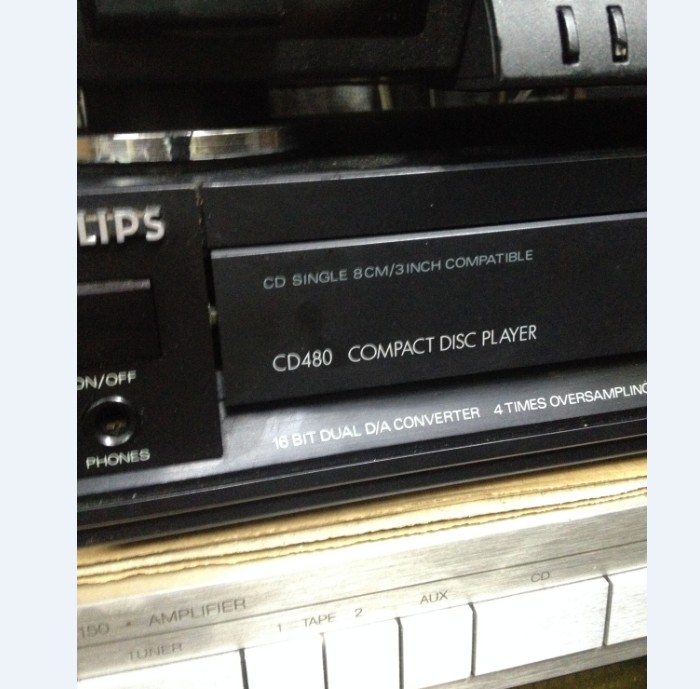 LIPS
CD SINGLE 8CM/3INCH COMPATIBLE
CD480 COMPACT DISC PLAYER
ON/OFF
16 BIT DUAL D/A CONVERTER 4 TIMES OVERSAMPLING
PHONES
150 • AMPLIFIER
TUNER
1 TAPE 2
AUX
CD